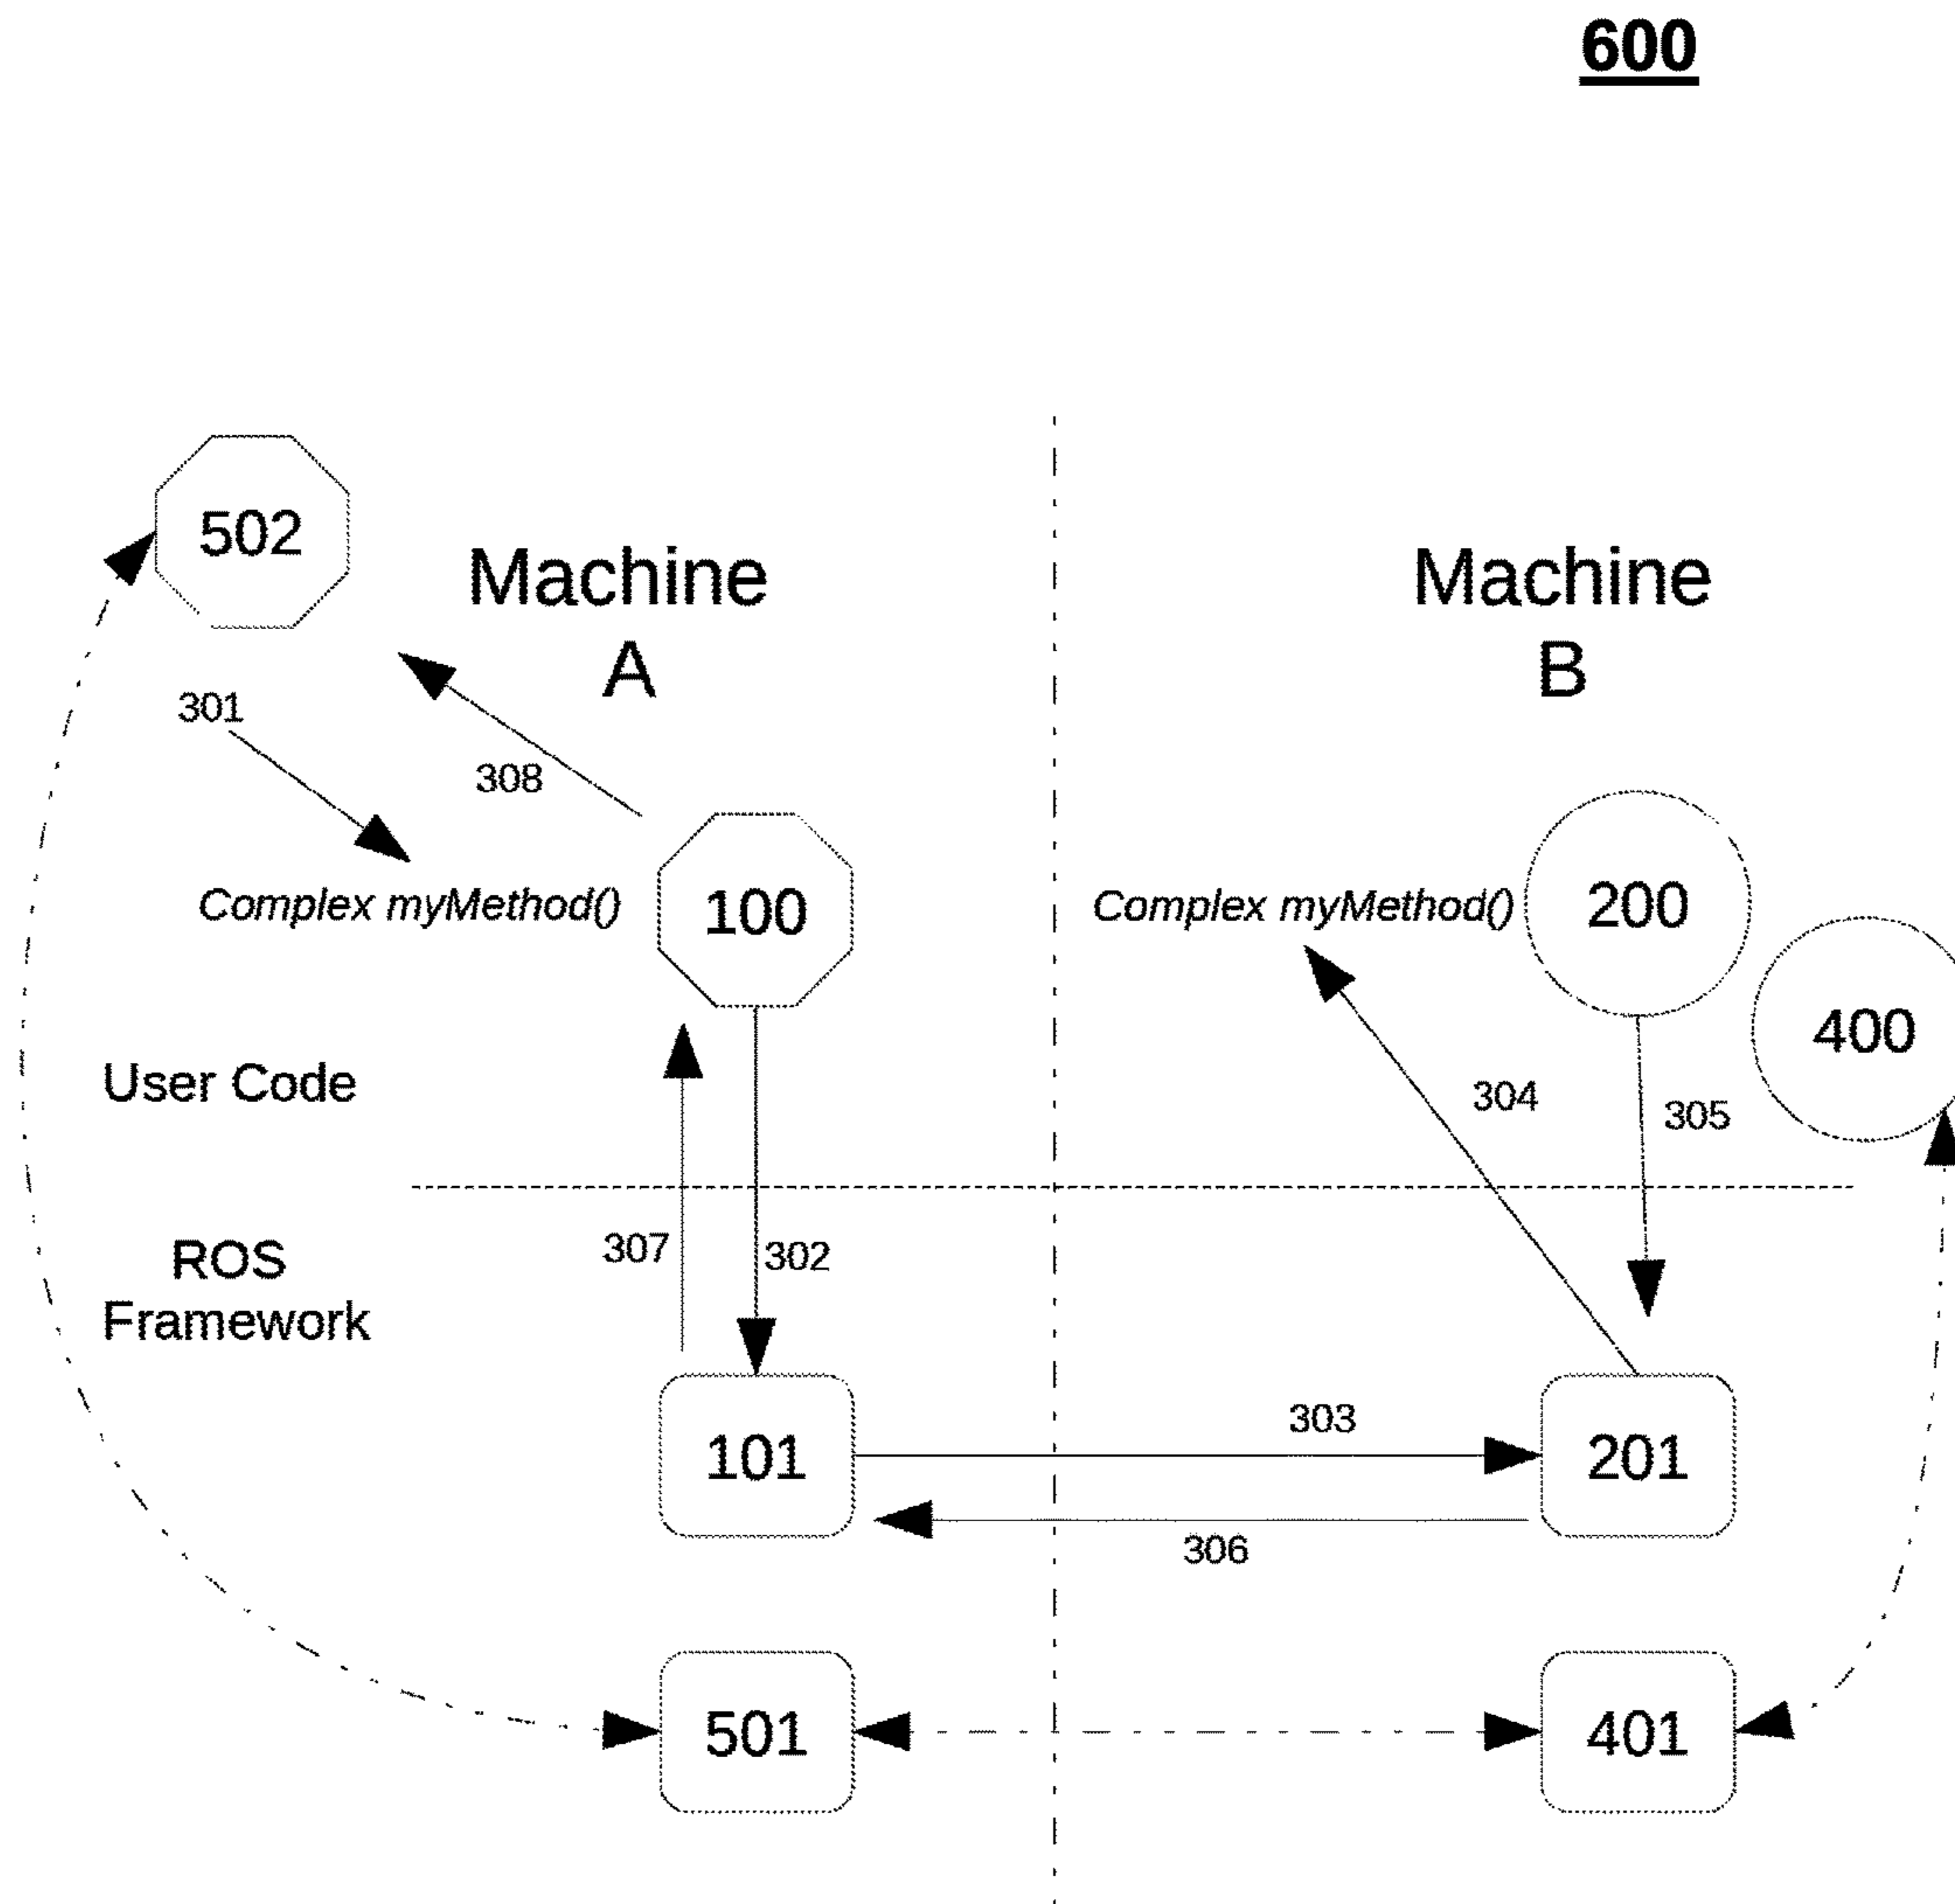 600
502
Machine
A
Machine
B
301
308
Complex myMethod()
100
Complex myMethod()
200
400
User Code
304
305
ROS
Framework
307
302
101
303
201
306
501
401